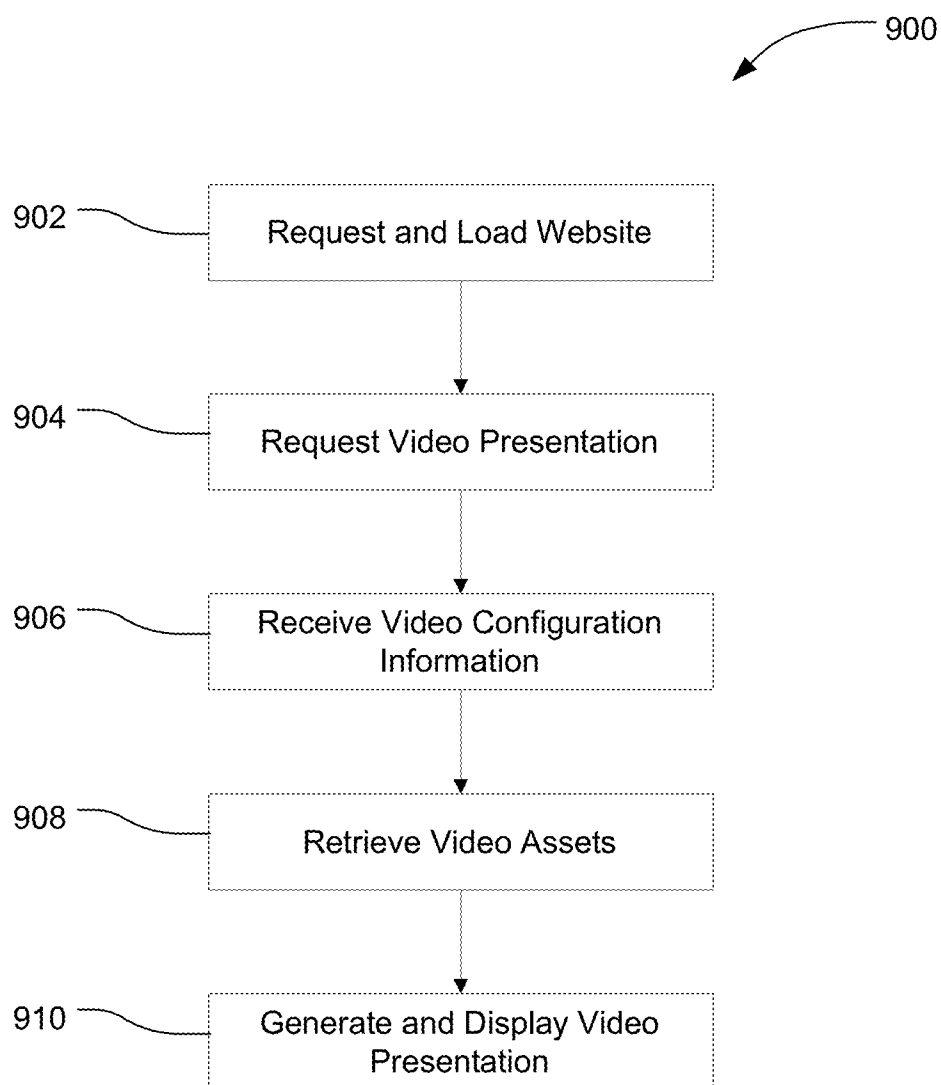 900
902
Request and Load Website
904
Request Video Presentation
906
Receive Video Configuration
Information
908
Retrieve Video Assets
910
Generate and Display Video
Presentation